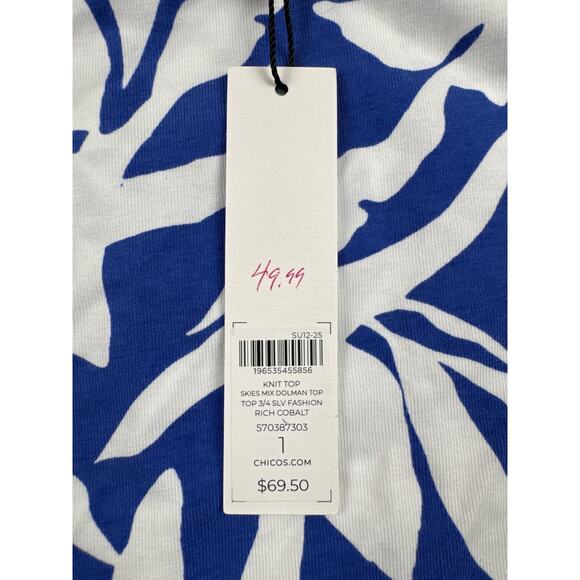 49.99
SU12-25
196535455856
KNIT TOP
SKIES MIX DOLMAN TOP
TOP 3/4 SLV FASHION
RICH COBALT
570387303
1
CHICOS.COM
$69.50